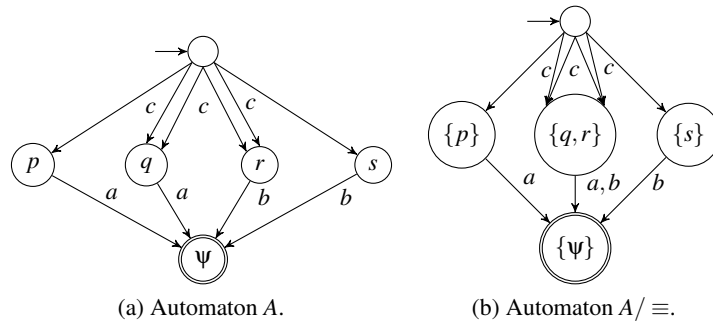 c c c
p q r s
a a b b
ψ
(a) Automaton A.
c c c
{p} {q,r} {s}
a a,b b
{ψ}
(b) Automaton A/ ≡.